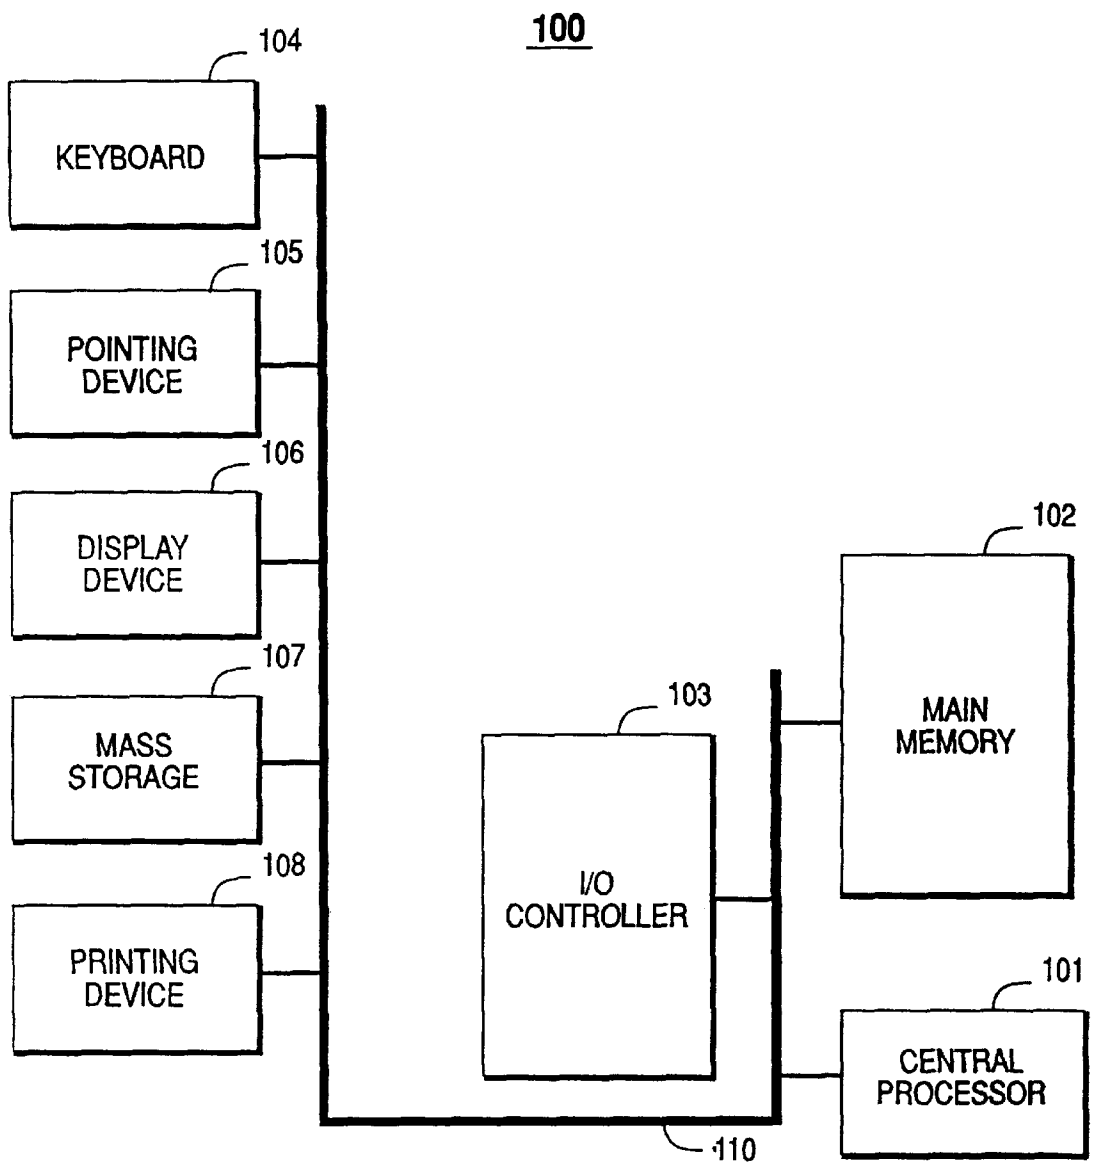 100
104
KEYBOARD
105
POINTING
DEVICE
106
DISPLAY
DEVICE
107
MASS
STORAGE
108
PRINTING
DEVICE
103
I/O
CONTROLLER
102
MAIN
MEMORY
101
CENTRAL
PROCESSOR
110